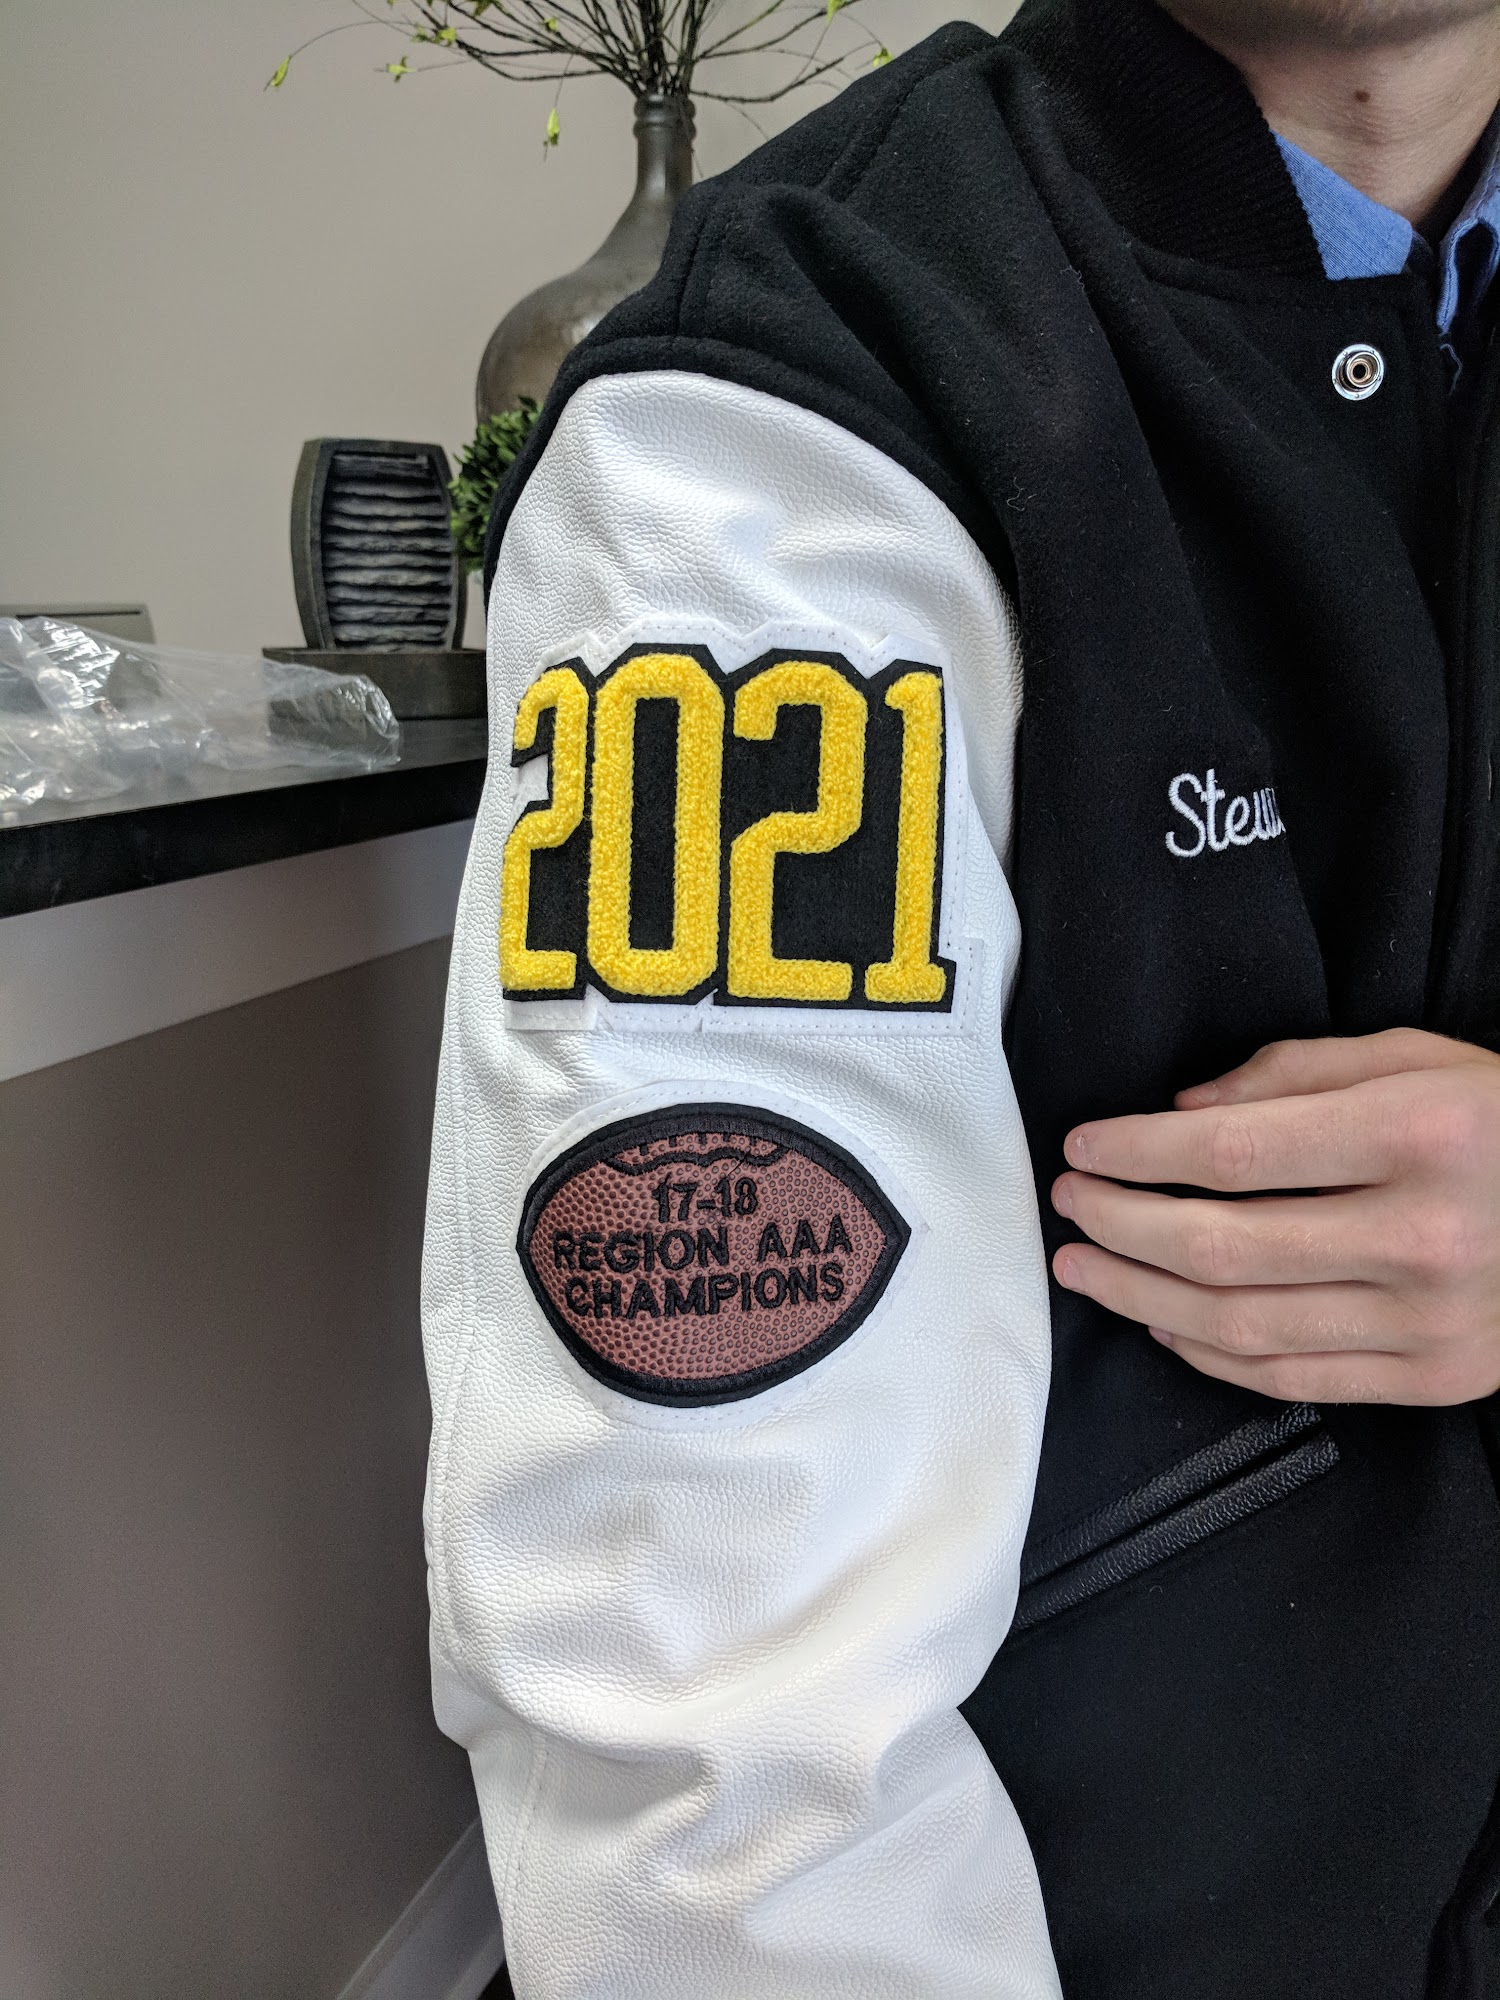 2021
17-18
REGION AAA
CHAMPIONS